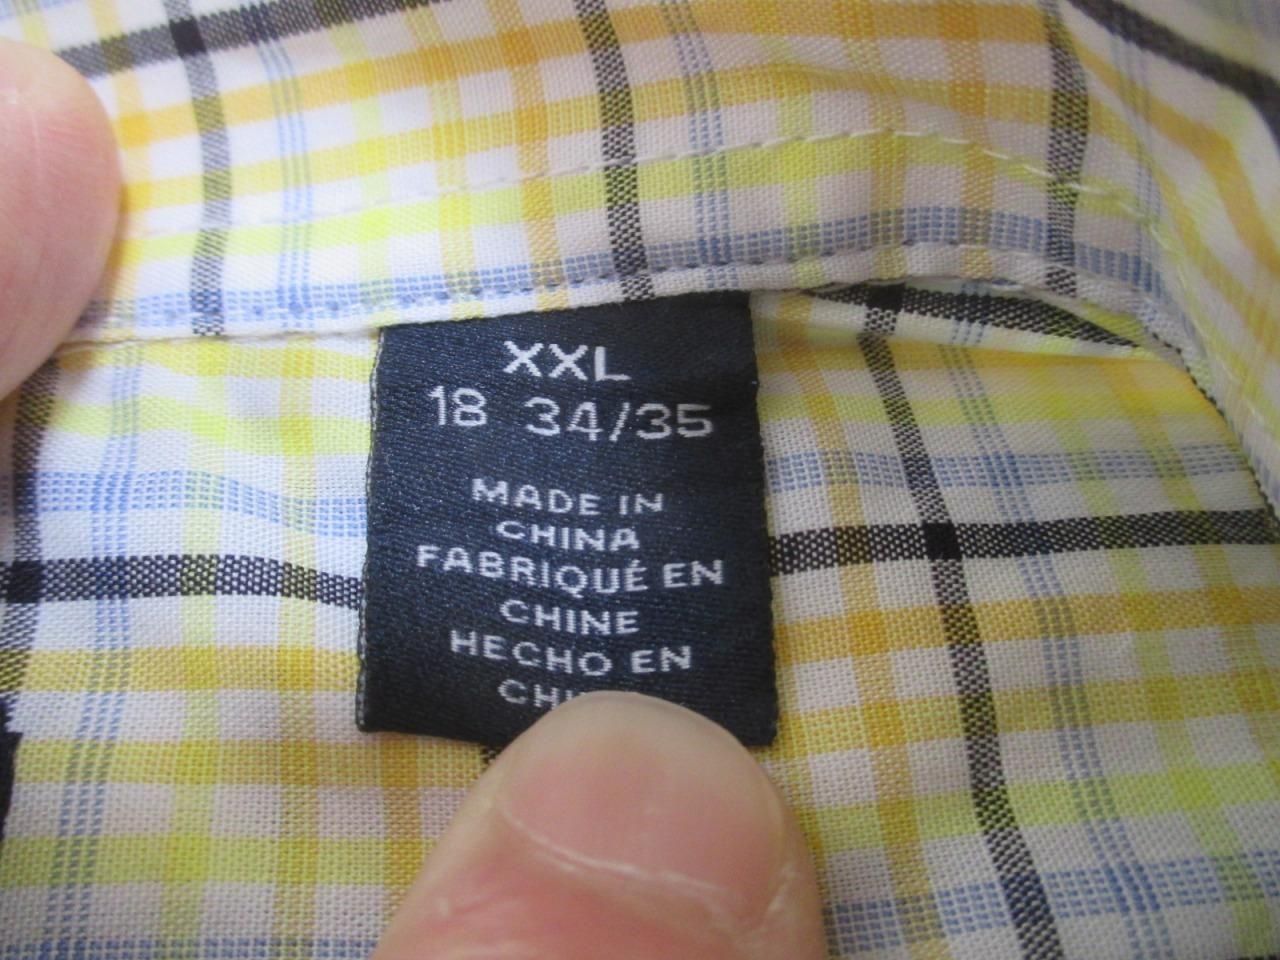 XXL
18 34/35
MADE IN
CHINA
FABRIQUÉ EN
CHINE
HECHO EN